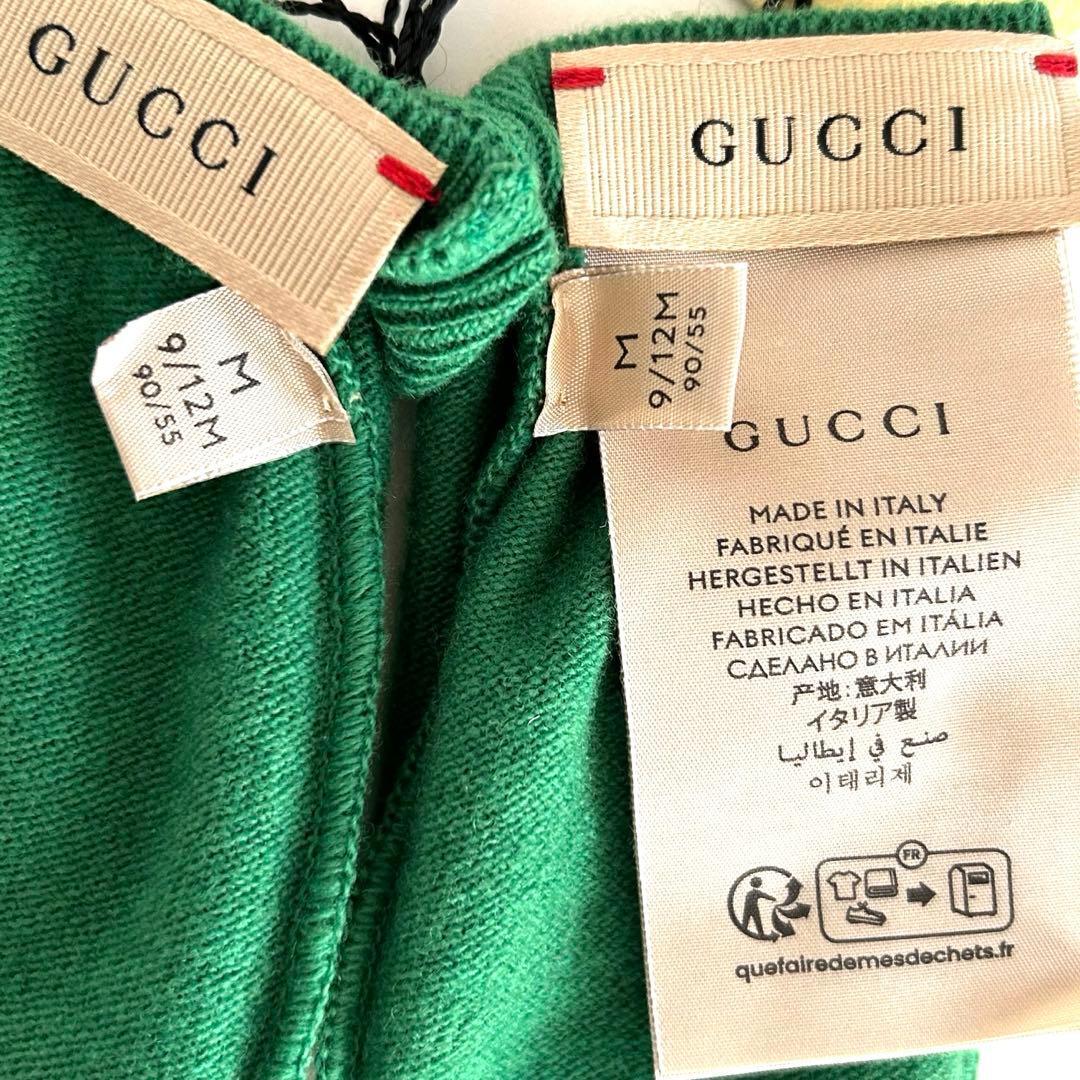 GUCCI
M
9/12M
90/55
GUCCI
M
9/12M
90/55
GUCCI
MADE IN ITALY
FABRIQUÉ EN ITALIE
HERGESTELLT IN ITALIEN
HECHO EN ITALIA
FABRICADO EM ITÁLIA
СДЕЛАНО В ИТАЛИИ
产地:意大利
イタリア製
صنع في إيطاليا
이태리제
FR
quefairedemesdechets.fr